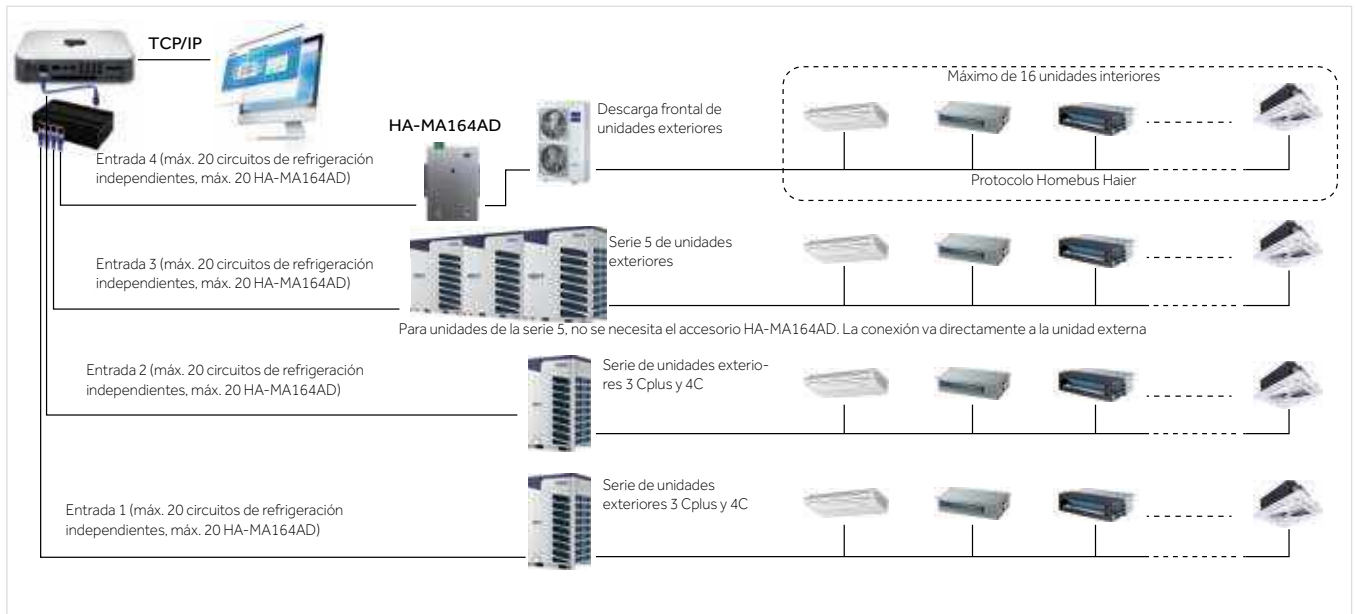 TCP/IP
Máximo de 16 unidades interiores
HA-MA164AD
Descarga frontal de
unidades exteriores
Entrada 4 (máx. 20 circuitos de refrigeración
independientes, máx. 20 HA-MA164AD)
Protocolo Homebus Haier
Serie 5 de unidades
exteriores
Entrada 3 (máx. 20 circuitos de refrigeración
independientes, máx. 20 HA-MA164AD)
Para unidades de la serie 5, no se necesita el accesorio HA-MA164AD. La conexión va directamente a la unidad externa
Entrada 2 (máx. 20 circuitos de refrigeración
independientes, máx. 20 HA-MA164AD)
Serie de unidades exterio-
res 3 Cplus y 4C
Serie de unidades
exteriores 3 Cplus y 4C
Entrada 1 (máx. 20 circuitos de refrigeración
independientes, máx. 20 HA-MA164AD)